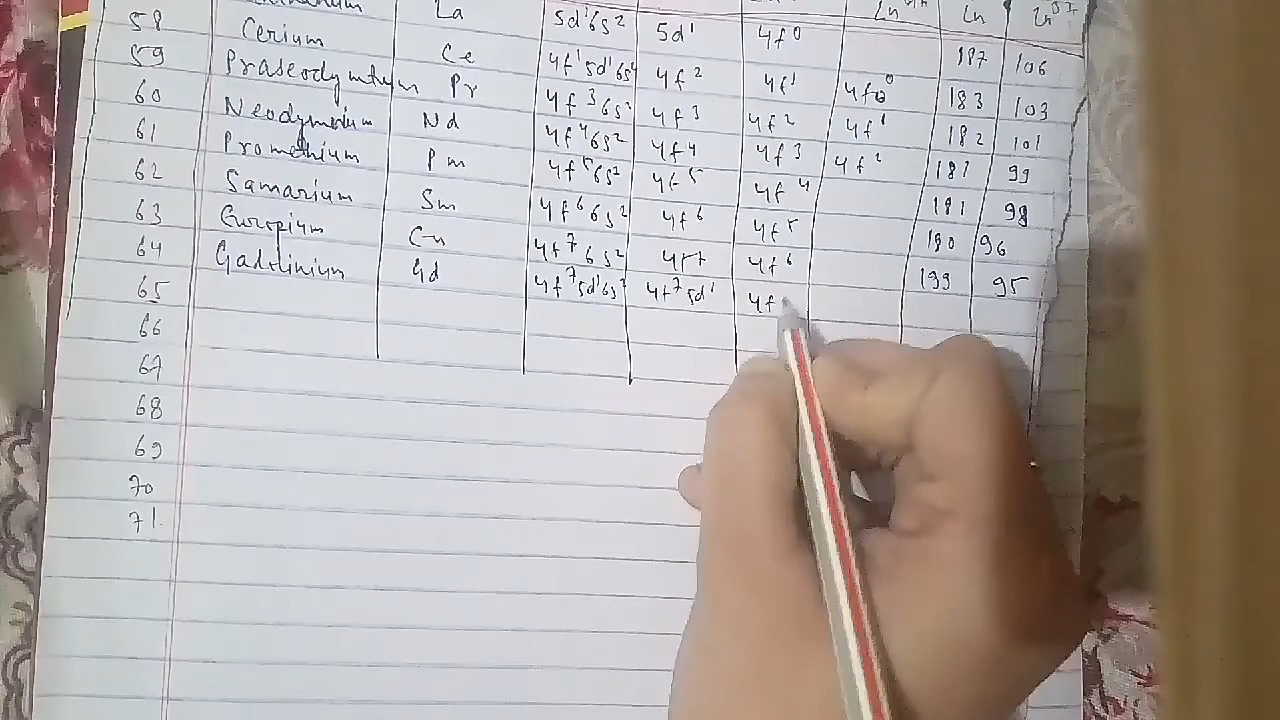 La 5d¹6s² 5d¹ 4f⁰ 187 106
58 Cerium Ce 4f¹5d¹6s² 4f² 4f¹ 4f⁰ 183 103
59 Praseodymium Pr 4f³6s² 4f³ 4f² 4f¹ 182 101
60 Neodymium Nd 4f⁴6s² 4f4 4f3 4f² 181 99
61 Promenium Pm 4f⁵6s² 4f⁵ 4f⁴ 181 98
62 Samarium Sm 4f⁶6s² 4f⁶ 4f⁵ 180 96
63 Europium Eu 4f⁷6s² 4f7 4f⁶ 199 95
64 Gadolinium Gd 4f⁷5d¹6s² 4f⁷5d¹ 4f
65
66
67
68
69
70
71.